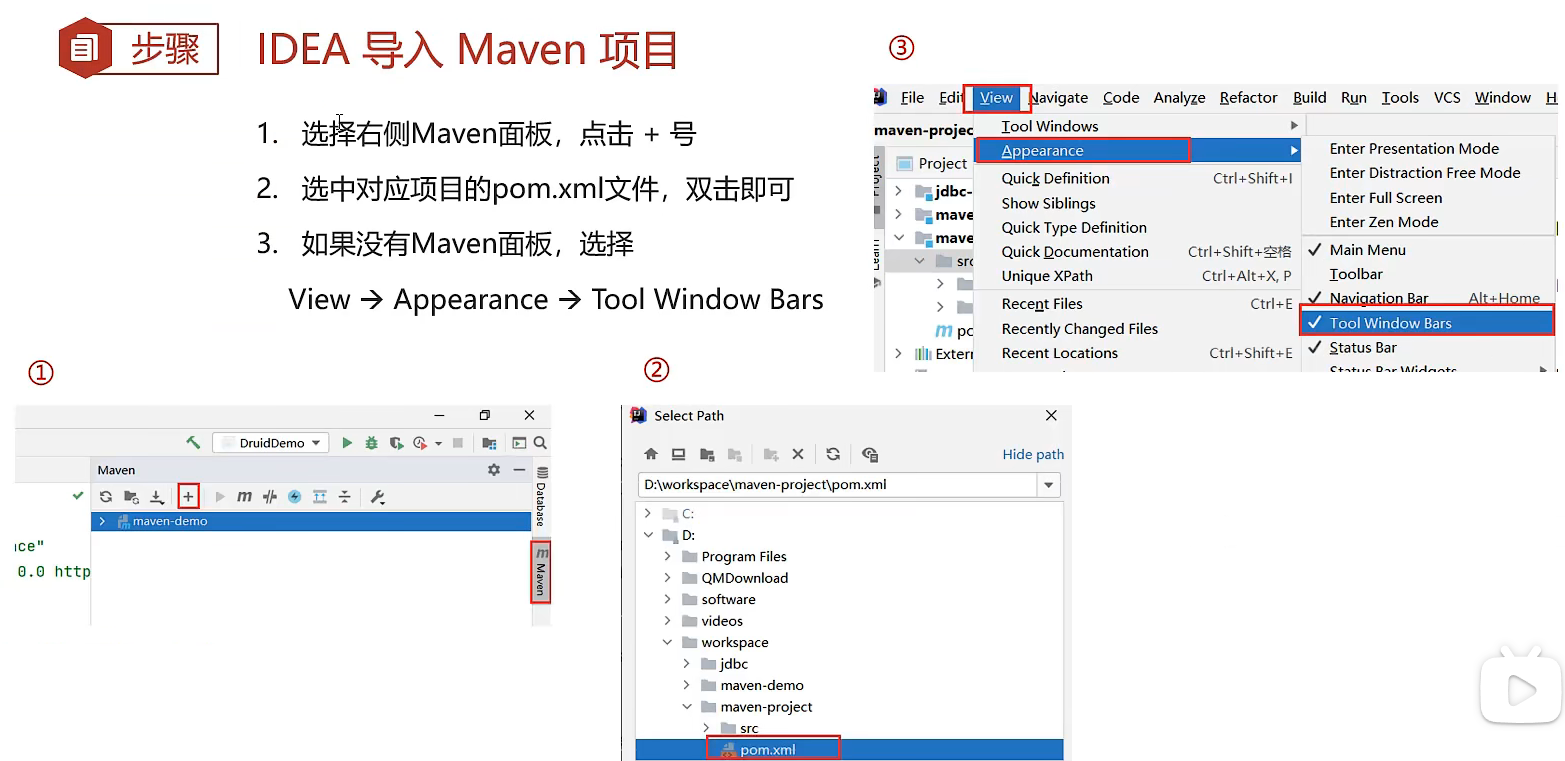 步骤
IDEA 导入 Maven 项目
1. 选择右侧Maven面板，点击 + 号
2. 选中对应项目的pom.xml文件，双击即可
3. 如果没有Maven面板，选择
View → Appearance → Tool Window Bars
③
File Edit View Navigate Code Analyze Refactor Build Run Tools VCS Window H
maven-projec
Tool Windows
Project
Appearance
Enter Presentation Mode
Enter Distraction Free Mode
jdbc-
Quick Definition Ctrl+Shift+I
Enter Full Screen
mave
Show Siblings
Enter Zen Mode
Quick Type Definition
mave
Main Menu
Quick Documentation Ctrl+Shift+空格
src
Toolbar
Unique XPath Ctrl+Alt+X, P
Navigation Bar Alt+Home
Recent Files Ctrl+E
Tool Window Bars
po
Recently Changed Files
Status Bar
Extern
Recent Locations Ctrl+Shift+E
Status Bar Widgets
Learn
①
DruidDemo
Maven
maven-demo
Database
Maven
ce"
0.0 http
②
Select Path
Hide path
D:\workspace\maven-project\pom.xml
C:
D:
Program Files
QMDownload
software
videos
workspace
jdbc
maven-demo
maven-project
src
pom.xml